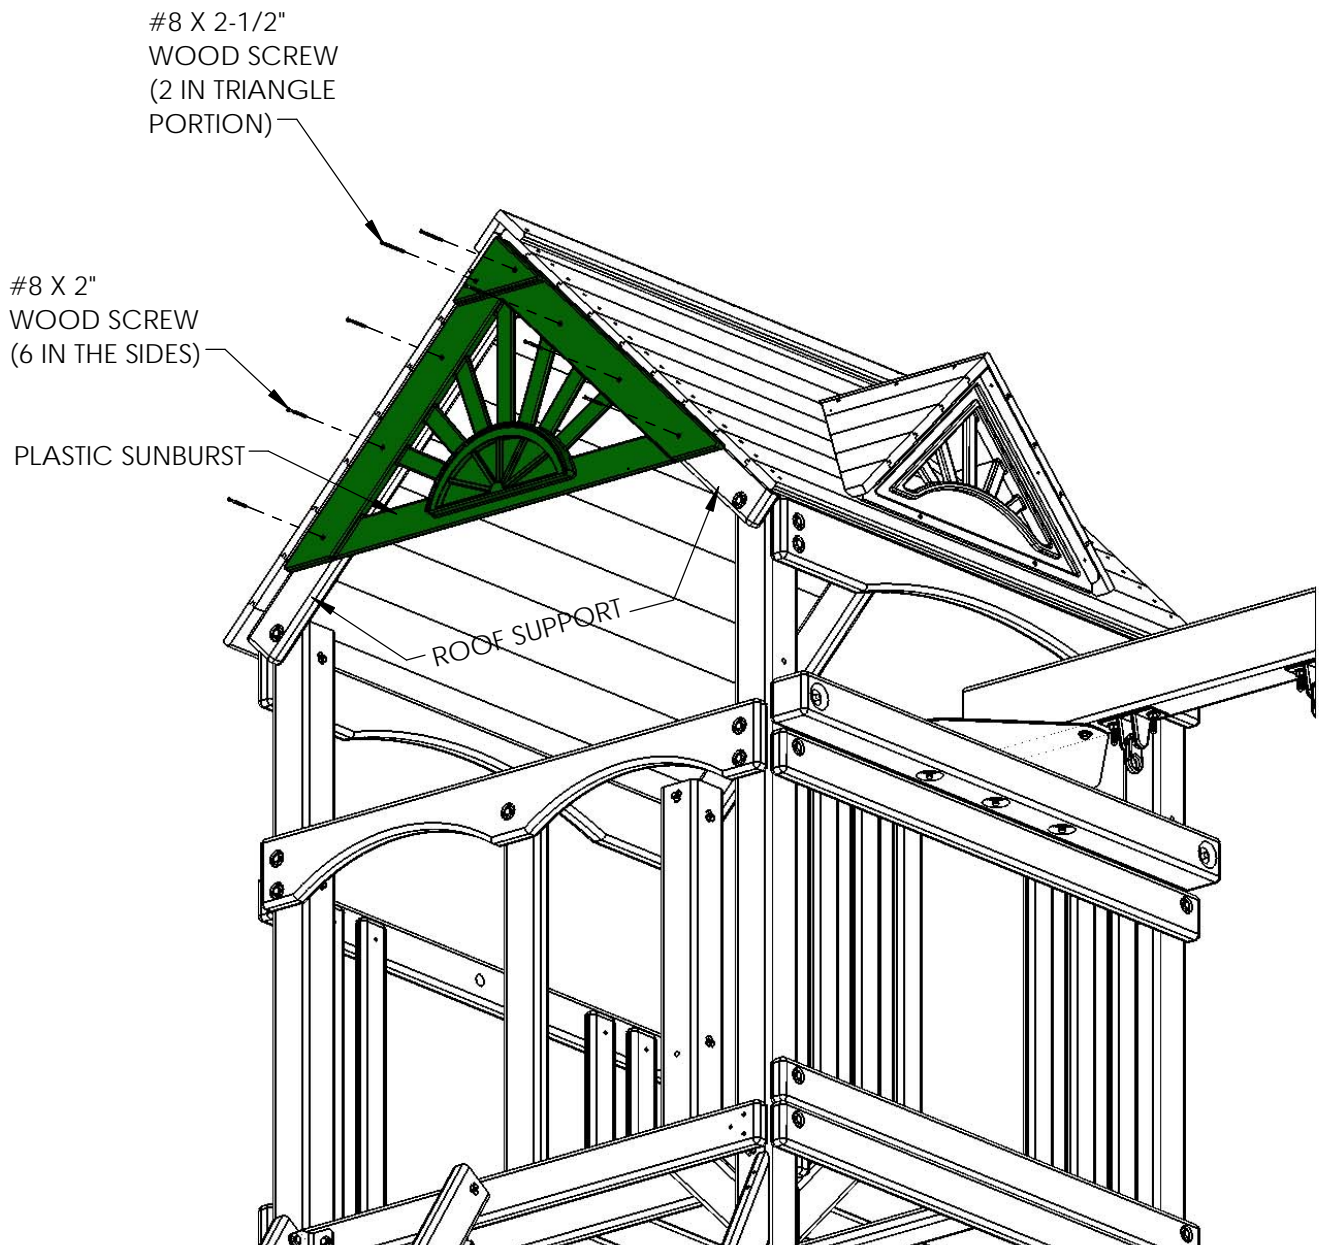 #8 X 2-1/2"
WOOD SCREW
(2 IN TRIANGLE
PORTION)
#8 X 2"
WOOD SCREW
(6 IN THE SIDES)
PLASTIC SUNBURST
ROOF SUPPORT